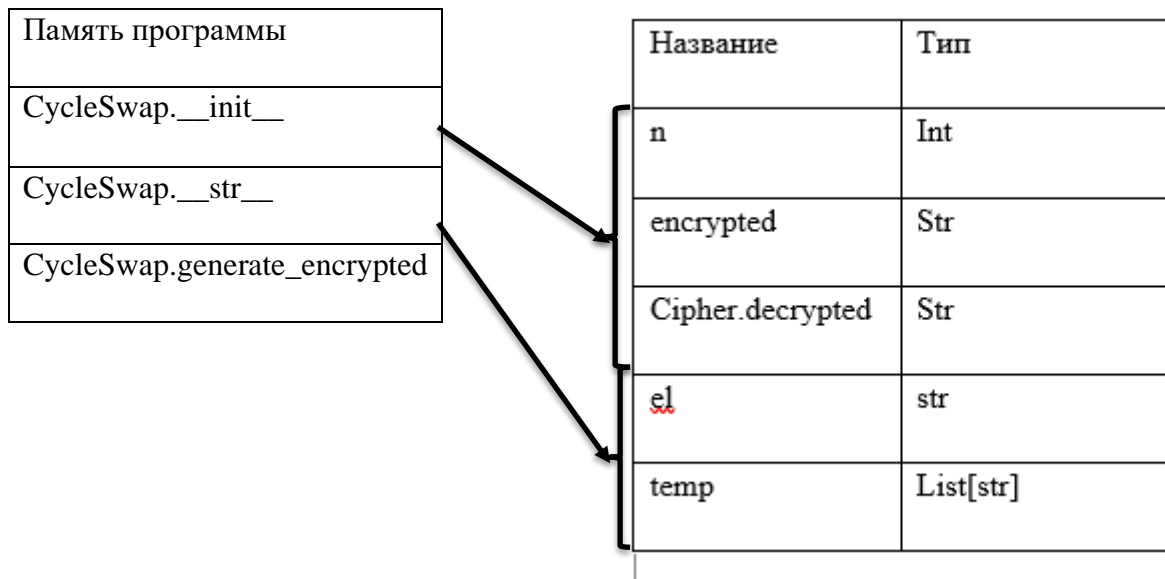 Память программы
CycleSwap.__init__
CycleSwap.__str__
CycleSwap.generate_encrypted
Название Тип
n Int
encrypted Str
Cipher.decrypted Str
el str
temp List[str]